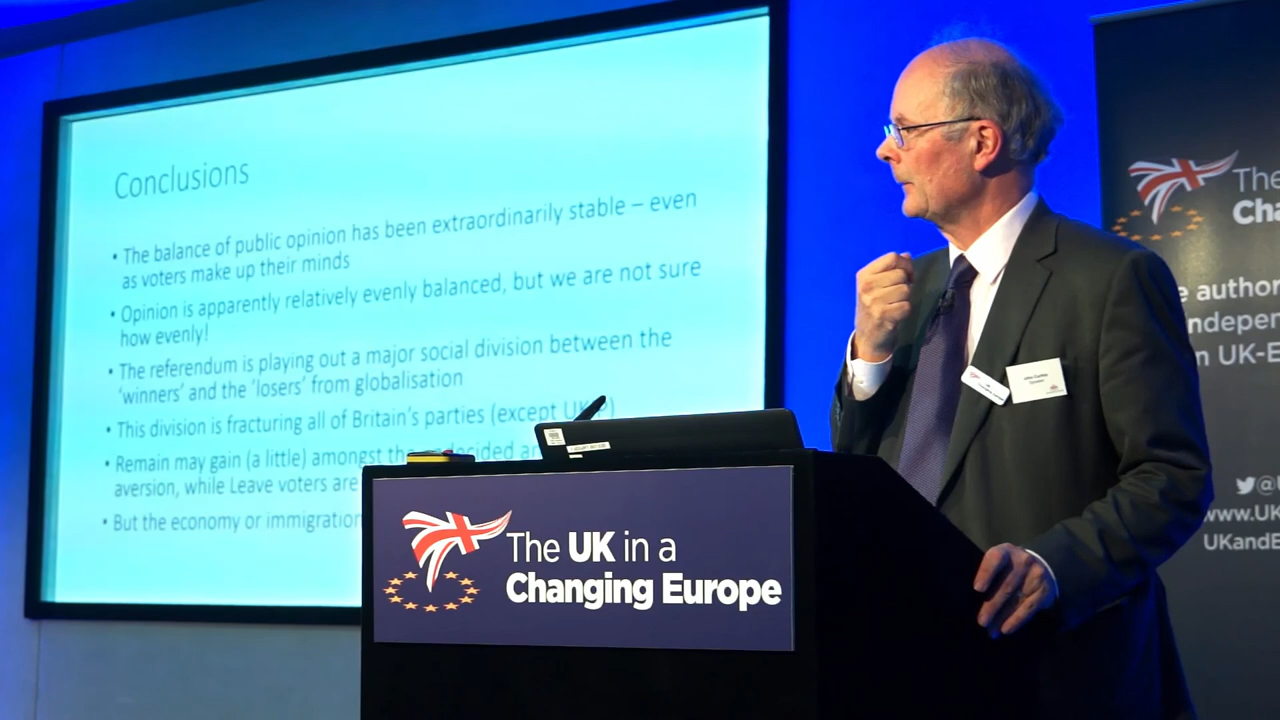 Conclusions
• The balance of public opinion has been extraordinarily stable – even
as voters make up their minds
• Opinion is apparently relatively evenly balanced, but we are not sure
how evenly!
• The referendum is playing out a major social division between the
'winners' and the 'losers' from globalisation
• This division is fracturing all of Britain's parties (except UKIP)
• Remain may gain (a little) amongst the undecided
aversion, while Leave voters are
• But the economy or immigration
The UK in a
Changing Europe
The
Cha
e author
ndepen
n UK-E
@U
www.UK
UKandE
John Curtice